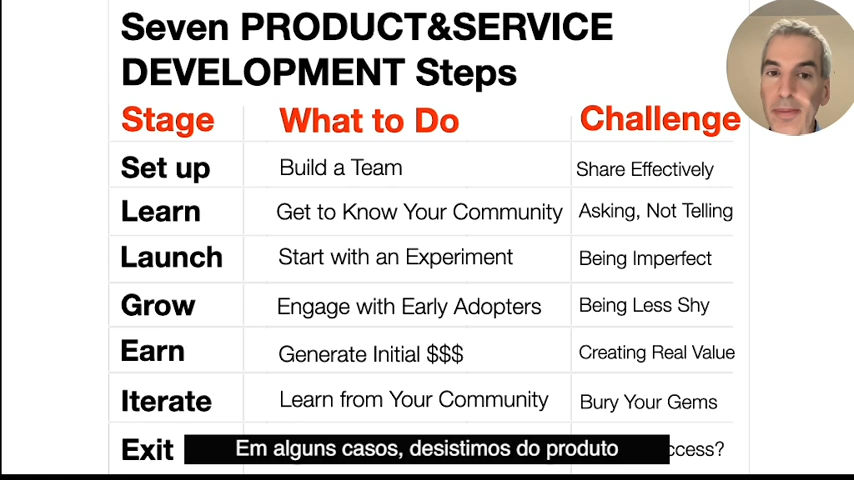 Seven PRODUCT&SERVICE
DEVELOPMENT Steps
Stage What to Do Challenge
Set up Build a Team Share Effectively
Learn Get to Know Your Community Asking, Not Telling
Launch Start with an Experiment Being Imperfect
Grow Engage with Early Adopters Being Less Shy
Earn Generate Initial $$$ Creating Real Value
Iterate Learn from Your Community Bury Your Gems
Exit
Em alguns casos, desistimos do produto